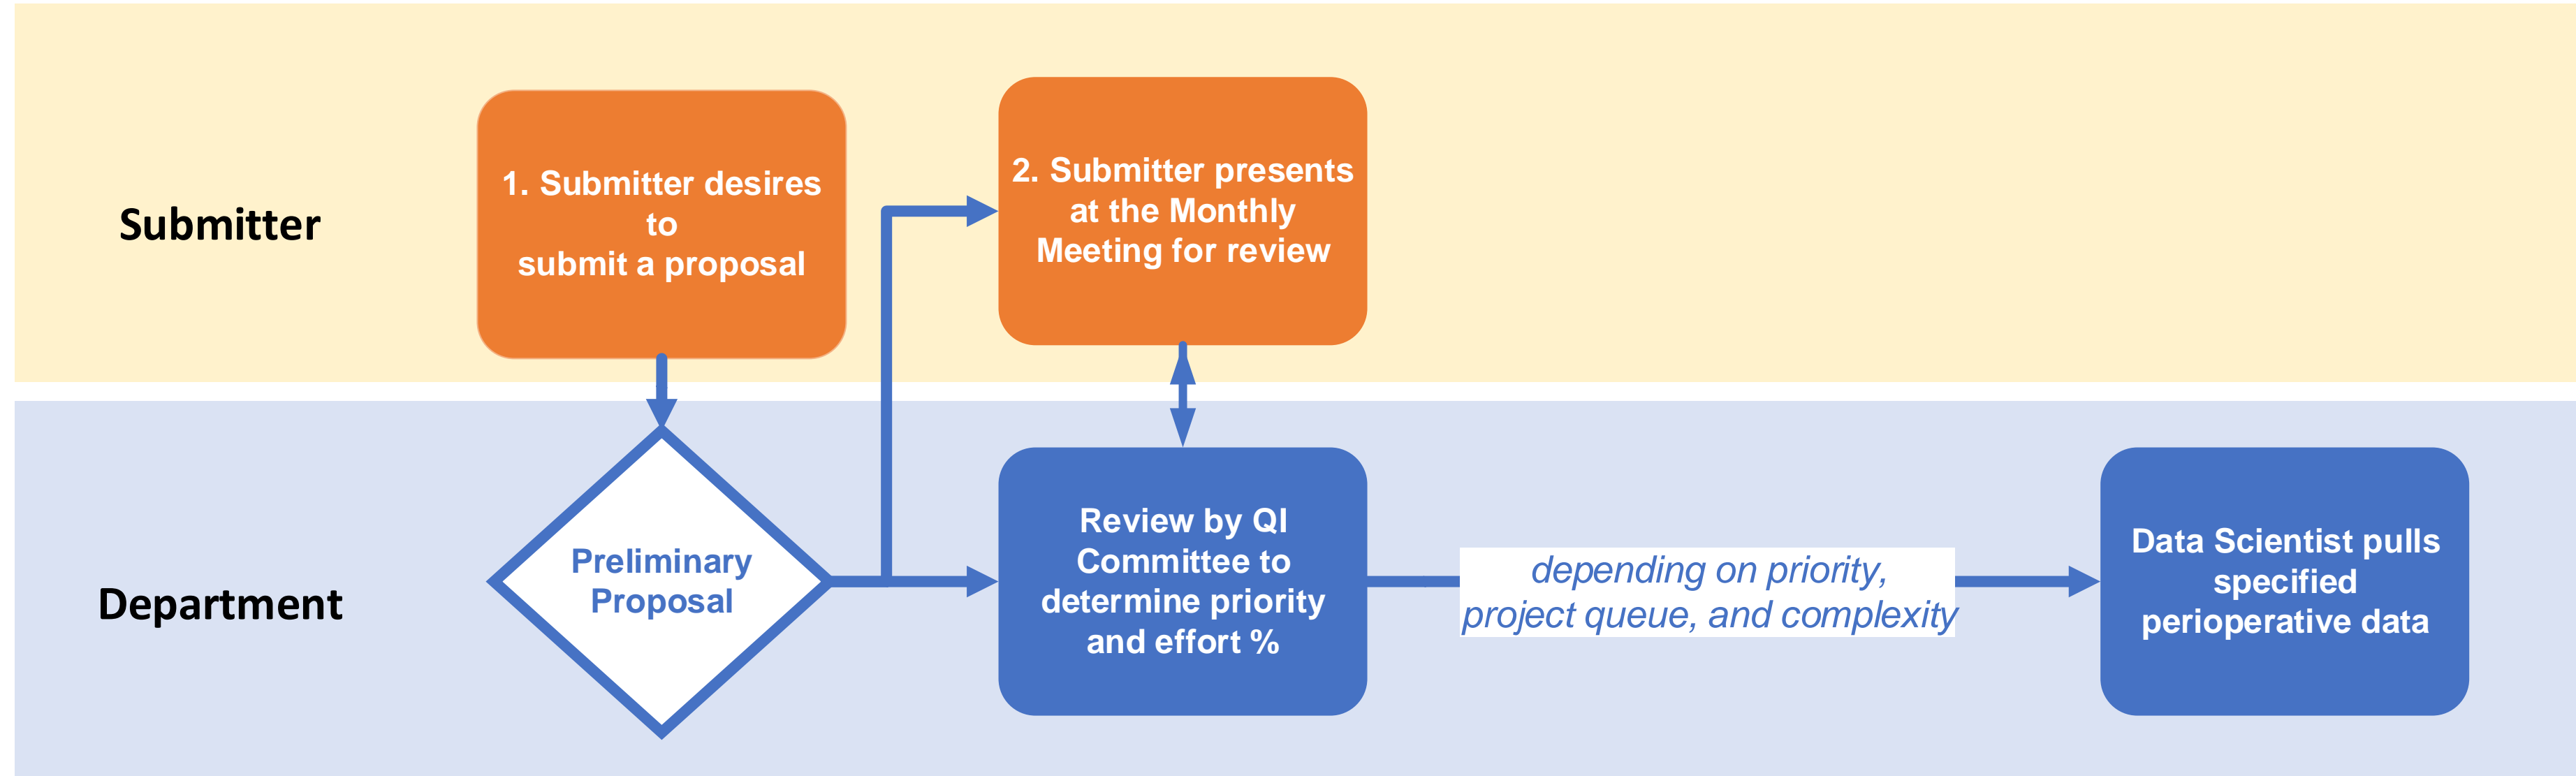 Submitter
1. Submitter desires
to
submit a proposal
2. Submitter presents
at the Monthly
Meeting for review
Department
Preliminary
Proposal
Review by QI
Committee to
determine priority
and effort %
depending on priority,
project queue, and complexity
Data Scientist pulls
specified
perioperative data